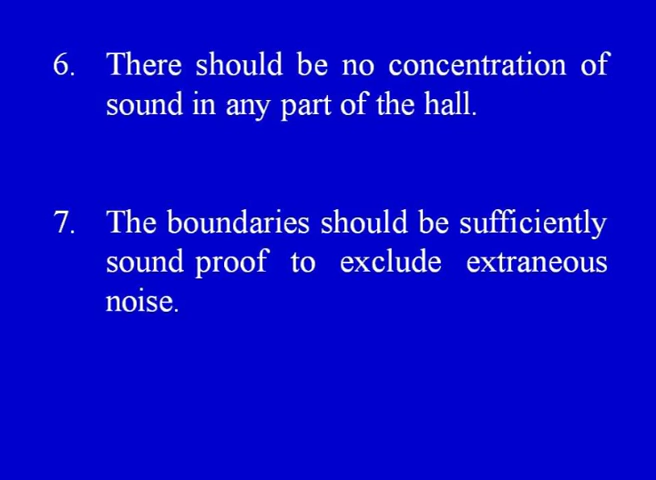 6. There should be no concentration of
sound in any part of the hall.
7. The boundaries should be sufficiently
sound proof to exclude extraneous
noise.